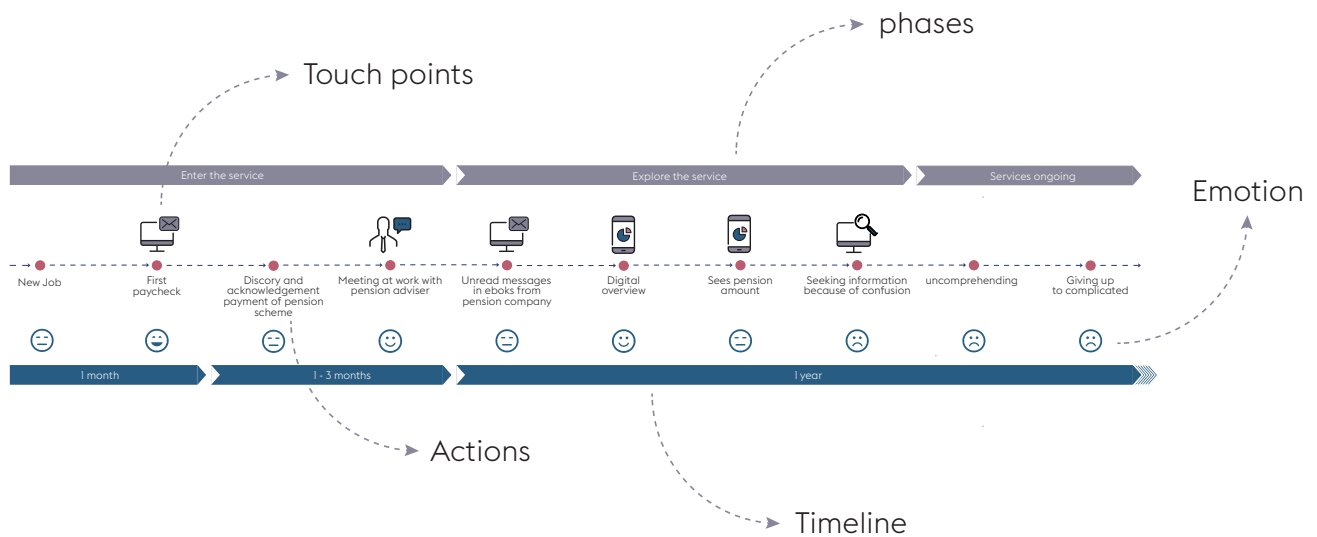 phases
Touch points
Enter the service
Explore the service
Services ongoing
Emotion
New Job
First
paycheck
Discory and
acknowledgement
payment of pension
scheme
Meeting at work with
pension adviser
Unread messages
in eboks from
pension company
Digital
overview
Sees pension
amount
Seeking information
because of confusion
uncomprehending
Giving up
to complicated
1 month
1 - 3 months
1 year
Actions
Timeline